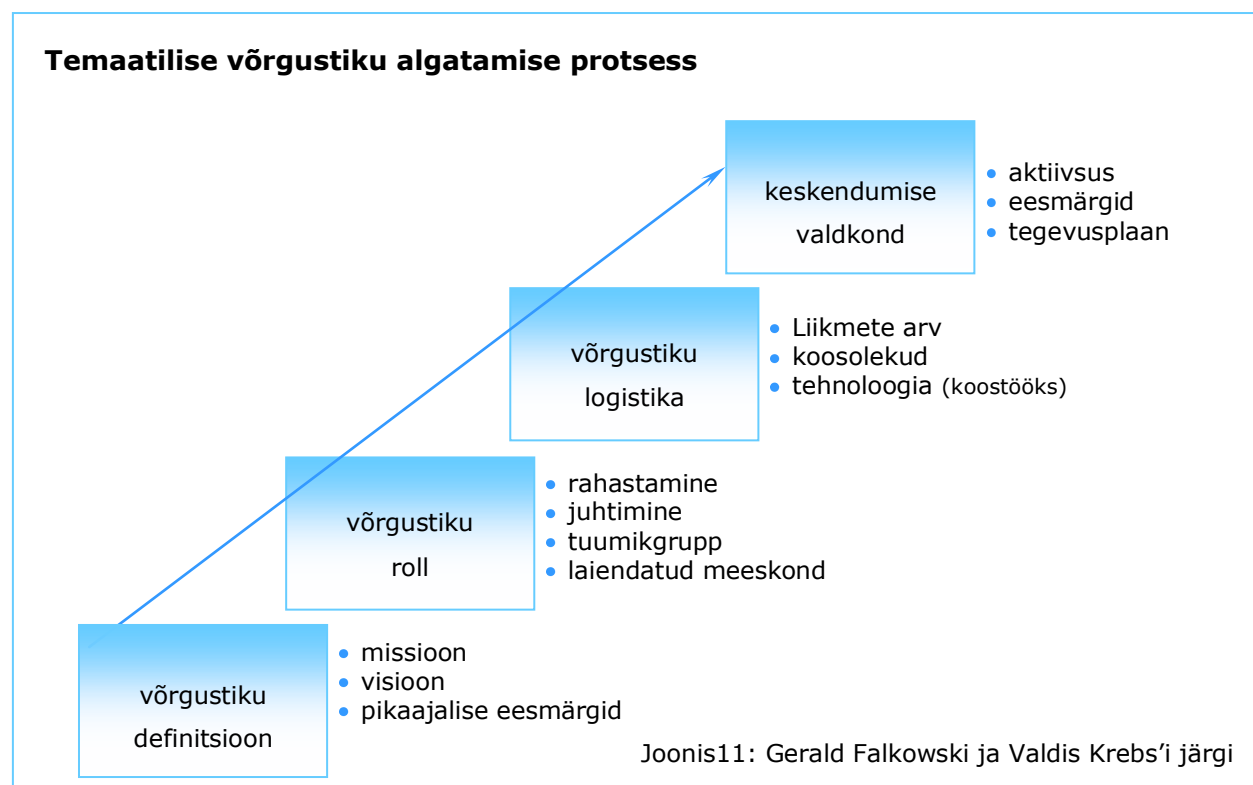 Temaatilise võrgustiku algatamise protsess
keskendumise
valdkond
• aktiivsus
• eesmärgid
• tegevusplaan
võrgustiku
logistika
• Liikmete arv
• koosolekud
• tehnoloogia (koostööks)
võrgustiku
roll
• rahastamine
• juhtimine
• tuumikgrupp
• laiendatud meeskond
võrgustiku
definitsioon
• missioon
• visioon
• pikaajalise eesmärgid
Joonis11: Gerald Falkowski ja Valdis Krebs’i järgi